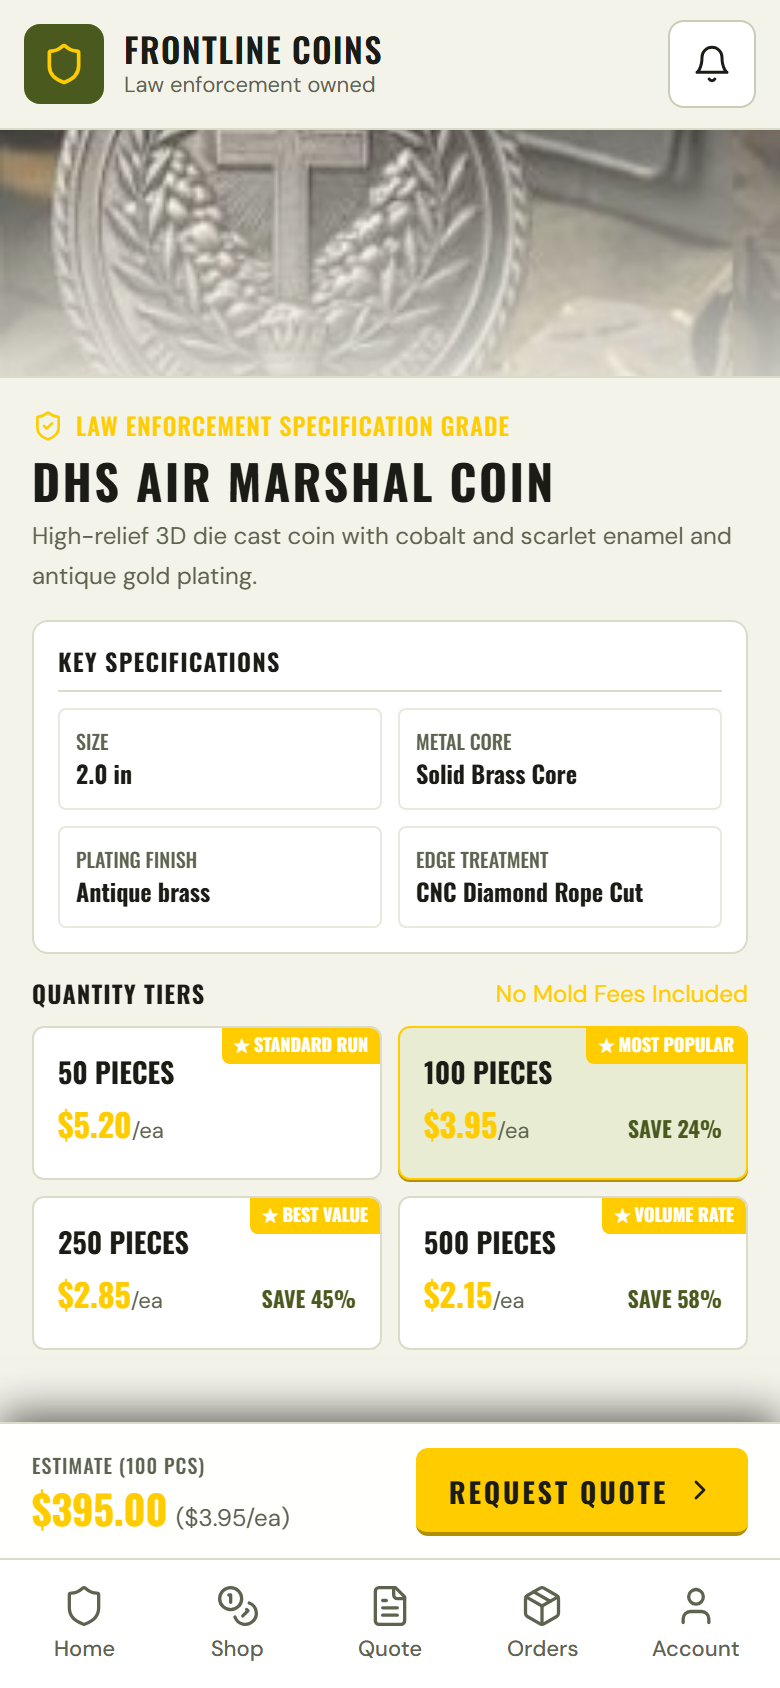 FRONTLINE COINS
Law enforcement owned
LAW ENFORCEMENT SPECIFICATION GRADE
DHS AIR MARSHAL COIN
High-relief 3D die cast coin with cobalt and scarlet enamel and
antique gold plating.
KEY SPECIFICATIONS
SIZE
2.0 in
METAL CORE
Solid Brass Core
PLATING FINISH
Antique brass
EDGE TREATMENT
CNC Diamond Rope Cut
QUANTITY TIERS
No Mold Fees Included
★ STANDARD RUN
50 PIECES
$5.20/ea
★ MOST POPULAR
100 PIECES
$3.95/ea
SAVE 24%
★ BEST VALUE
250 PIECES
$2.85/ea
SAVE 45%
★ VOLUME RATE
500 PIECES
$2.15/ea
SAVE 58%
ESTIMATE (100 PCS)
$395.00 ($3.95/ea)
REQUEST QUOTE
Home
Shop
Quote
Orders
Account